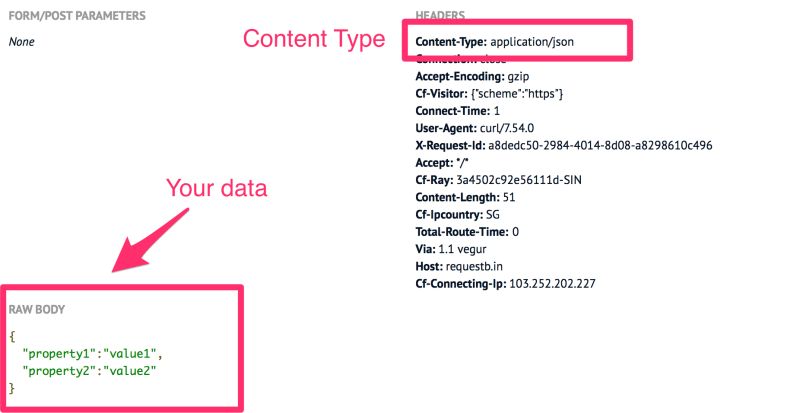 FORM/POST PARAMETERS
None
Content Type
HEADERS
Content-Type: application/json
Connection: close
Accept-Encoding: gzip
Cf-Visitor: {"scheme":"https"}
Connect-Time: 1
User-Agent: curl/7.54.0
X-Request-Id: a8dedc50-2984-4014-8d08-a8298610c496
Accept: */*
Cf-Ray: 3a4502c92e56111d-SIN
Content-Length: 51
Cf-Ipcountry: SG
Total-Route-Time: 0
Via: 1.1 vegur
Host: requestb.in
Cf-Connecting-Ip: 103.252.202.227
Your data
RAW BODY
{
"property1":"value1",
"property2":"value2"
}